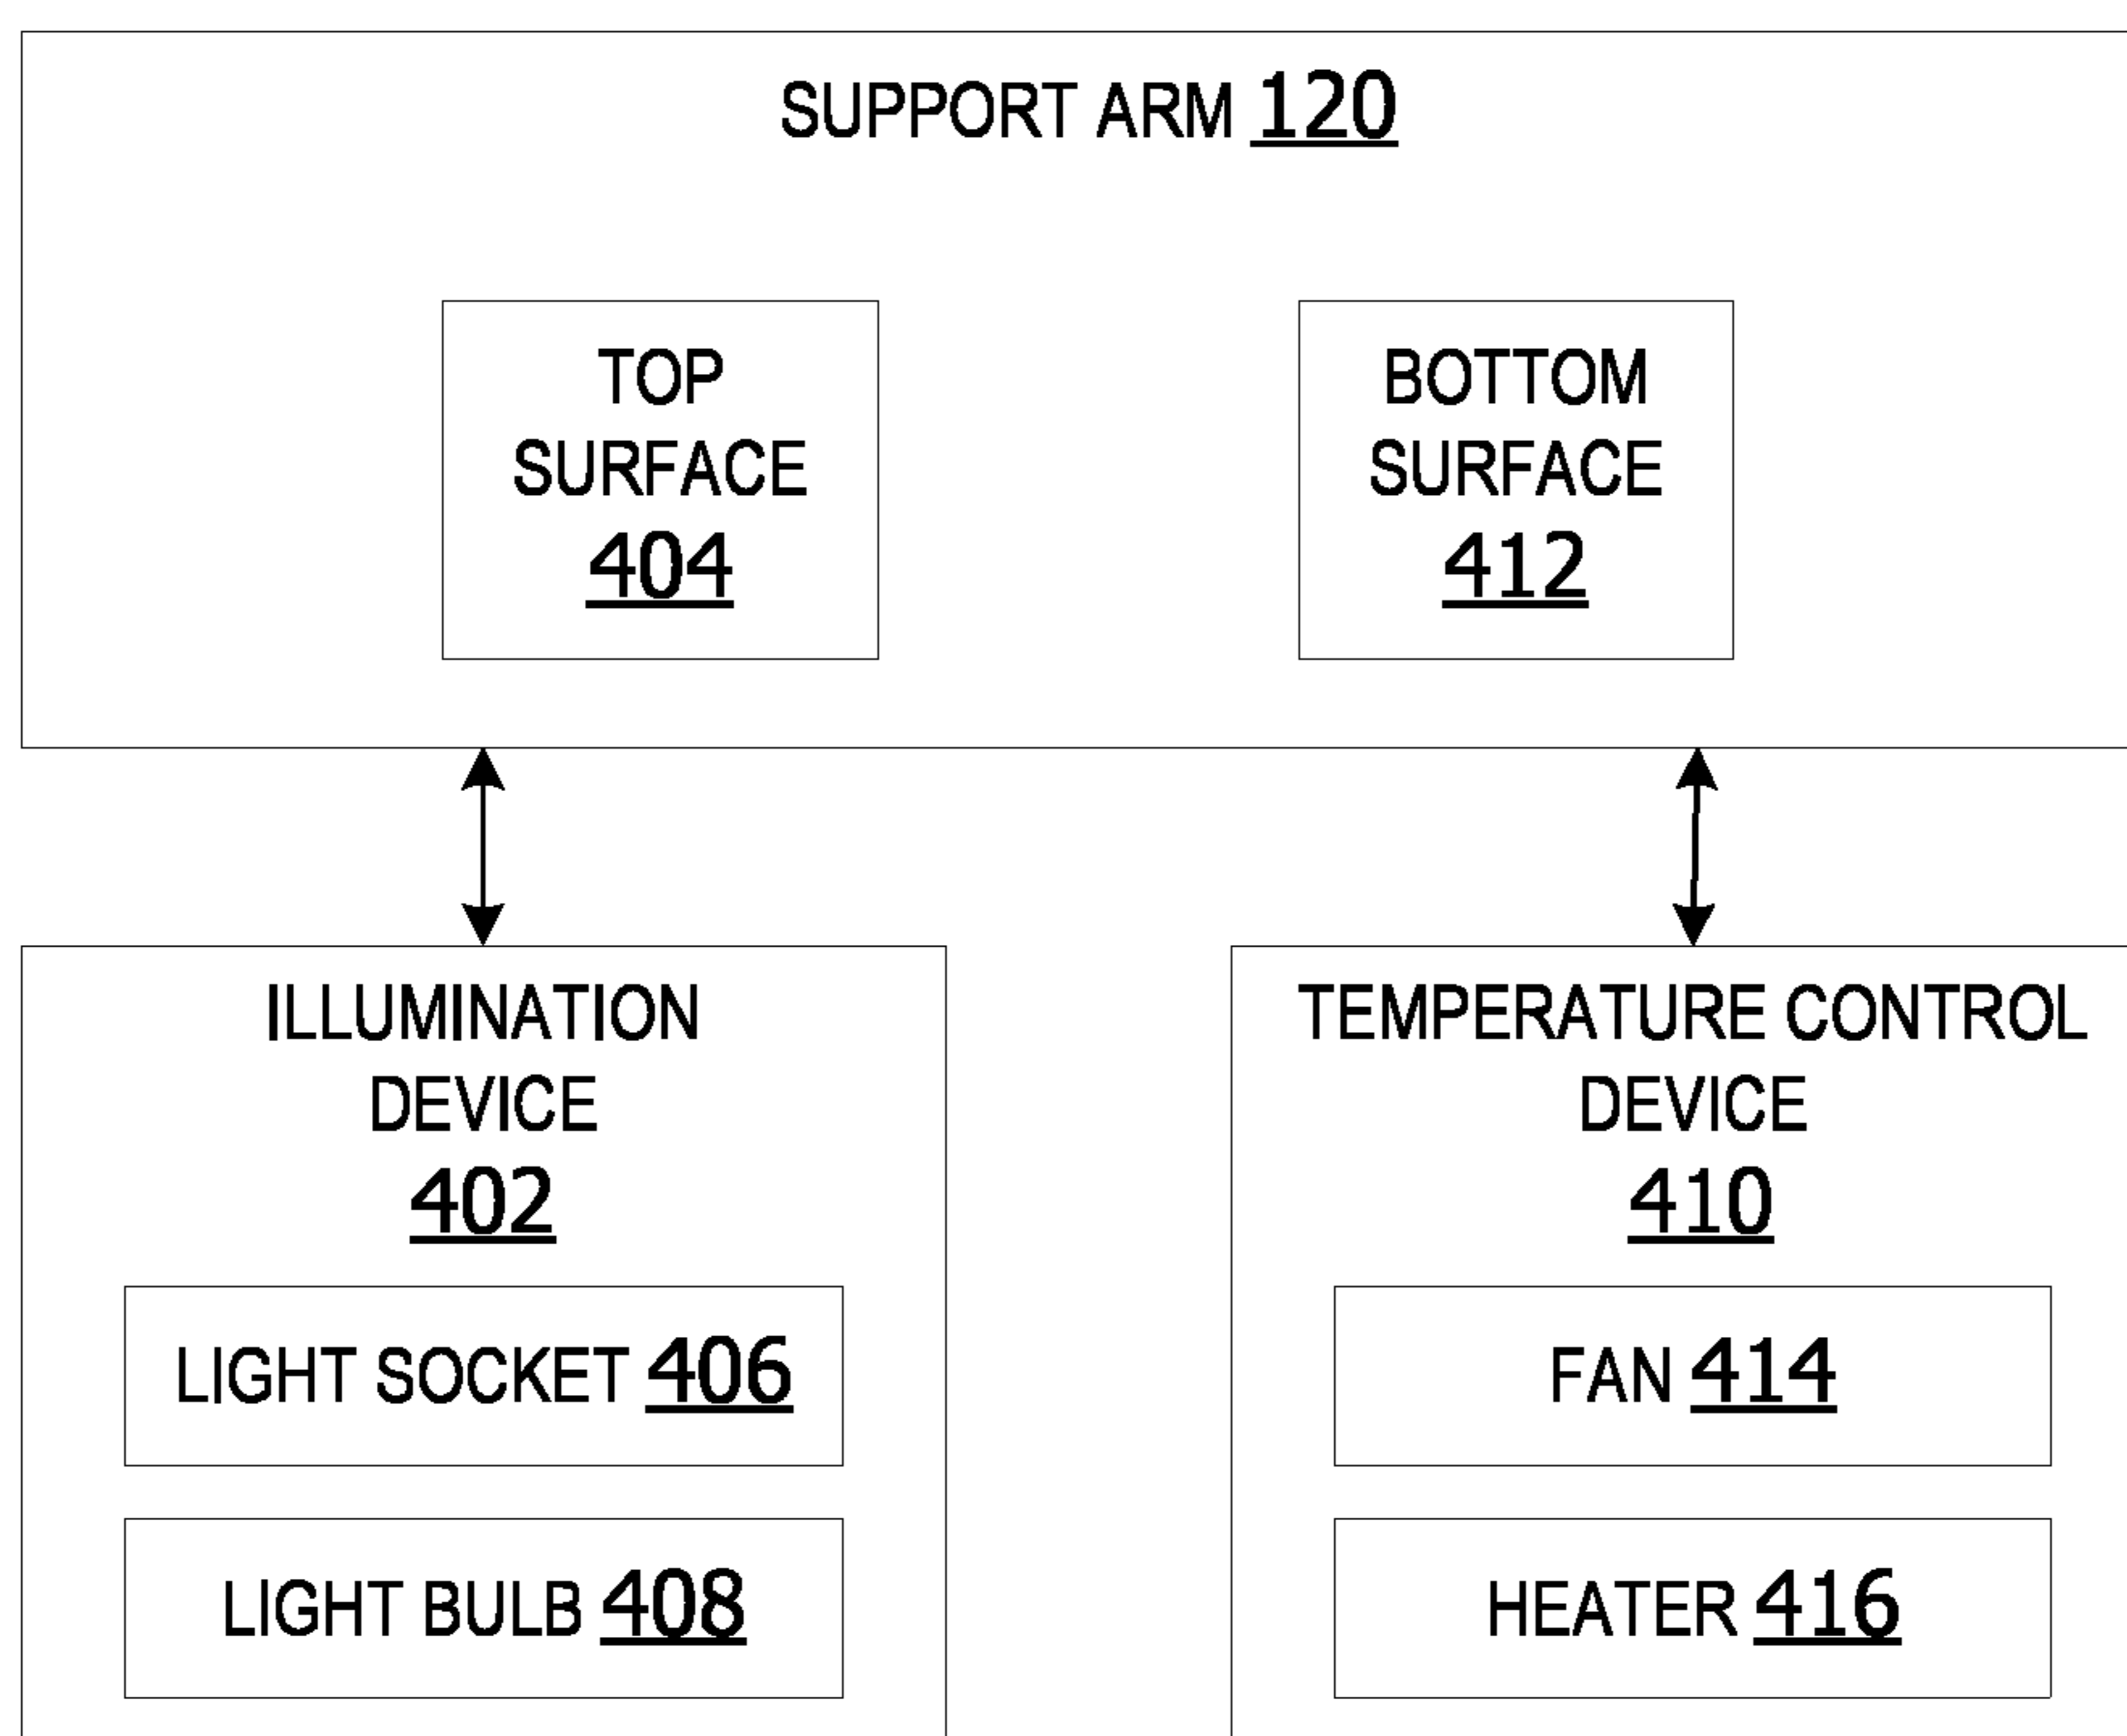 SUPPORT ARM 120
TOP
SURFACE
404
BOTTOM
SURFACE
412
ILLUMINATION
DEVICE
402
LIGHT SOCKET 406
LIGHT BULB 408
TEMPERATURE CONTROL
DEVICE
410
FAN 414
HEATER 416